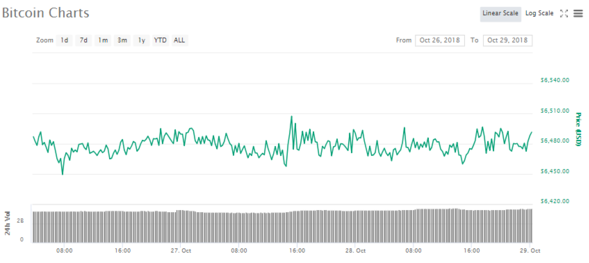 Bitcoin Charts
Linear Scale Log Scale
Zoom 1d 7d 1m 3m 1y YTD ALL
From Oct 26, 2018 To Oct 29, 2018
$6,540.00
$6,510.00
$6,480.00
$6,450.00
$6,420.00
Price (USD)
24h Vol
2B
0
08:00 16:00 27. Oct 08:00 16:00 28. Oct 08:00 16:00 29. Oct